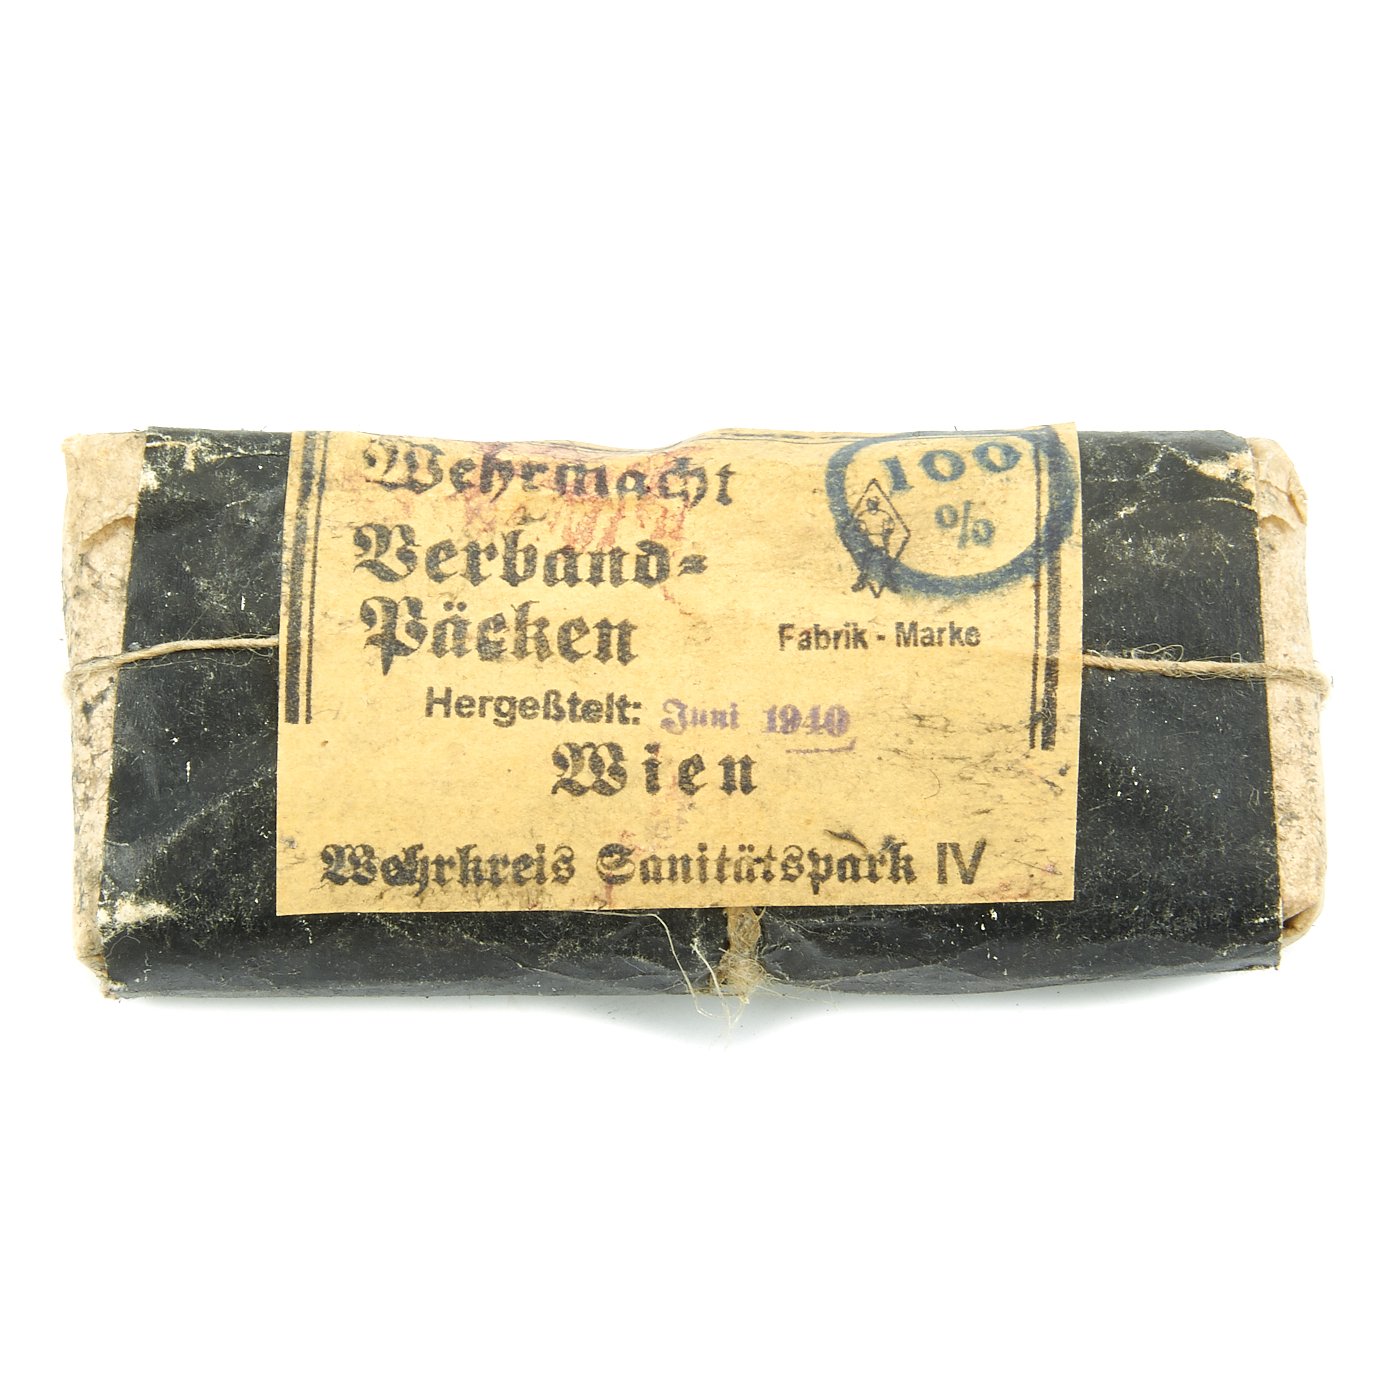 Wehrmacht
100
%
Verband=
Päcken
Fabrik - Marke
Hergeßtelt: Juni 1940
Wien
Wehrkreis Sanitätspark IV